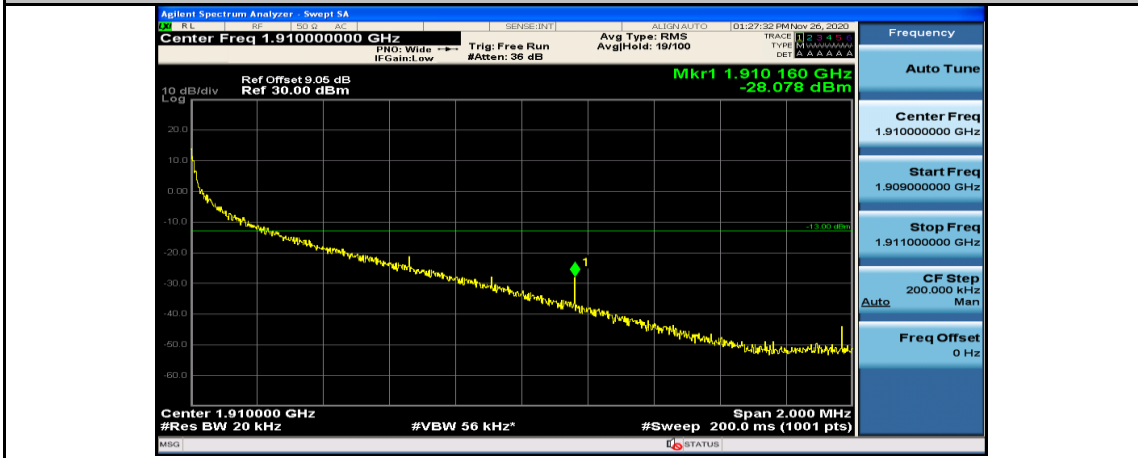 Agilent Spectrum Analyzer - Swept SA
RL RF 50 Ω AC SENSE:INT ALIGN AUTO 01:27:32 PM Nov 26, 2020
Center Freq 1.910000000 GHz
PNO: Wide
IFGain:Low
Trig: Free Run
#Atten: 36 dB
Avg Type: RMS
Avg|Hold: 19/100
TRACE 1 2 3 4 5 6
TYPE M WWWWW
DET A A A A A A
Ref Offset 9.05 dB
Ref 30.00 dBm
10 dB/div
Log
Mkr1 1.910 160 GHz
-28.078 dBm
20.0
10.0
0.00
-10.0
-13.00 dBm
-20.0
1
-30.0
-40.0
-50.0
-60.0
Center 1.910000 GHz
Span 2.000 MHz
#Res BW 20 kHz
#VBW 56 kHz*
#Sweep 200.0 ms (1001 pts)
MSG
STATUS
Frequency
Auto Tune
Center Freq
1.910000000 GHz
Start Freq
1.909000000 GHz
Stop Freq
1.911000000 GHz
CF Step
200.000 kHz
Auto Man
Freq Offset
0 Hz